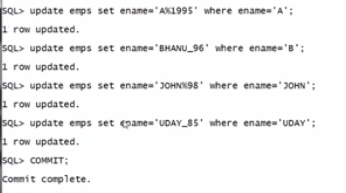 SQL> update emps set ename='A%1995' where ename='A';
1 row updated.
SQL> update emps set ename='BHANU_96' where ename='B';
1 row updated.
SQL> update emps set ename='JOHN%98' where ename='JOHN';
1 row updated.
SQL> update emps set ename='UDAY_85' where ename='UDAY';
1 row updated.
SQL> COMMIT;
Commit complete.